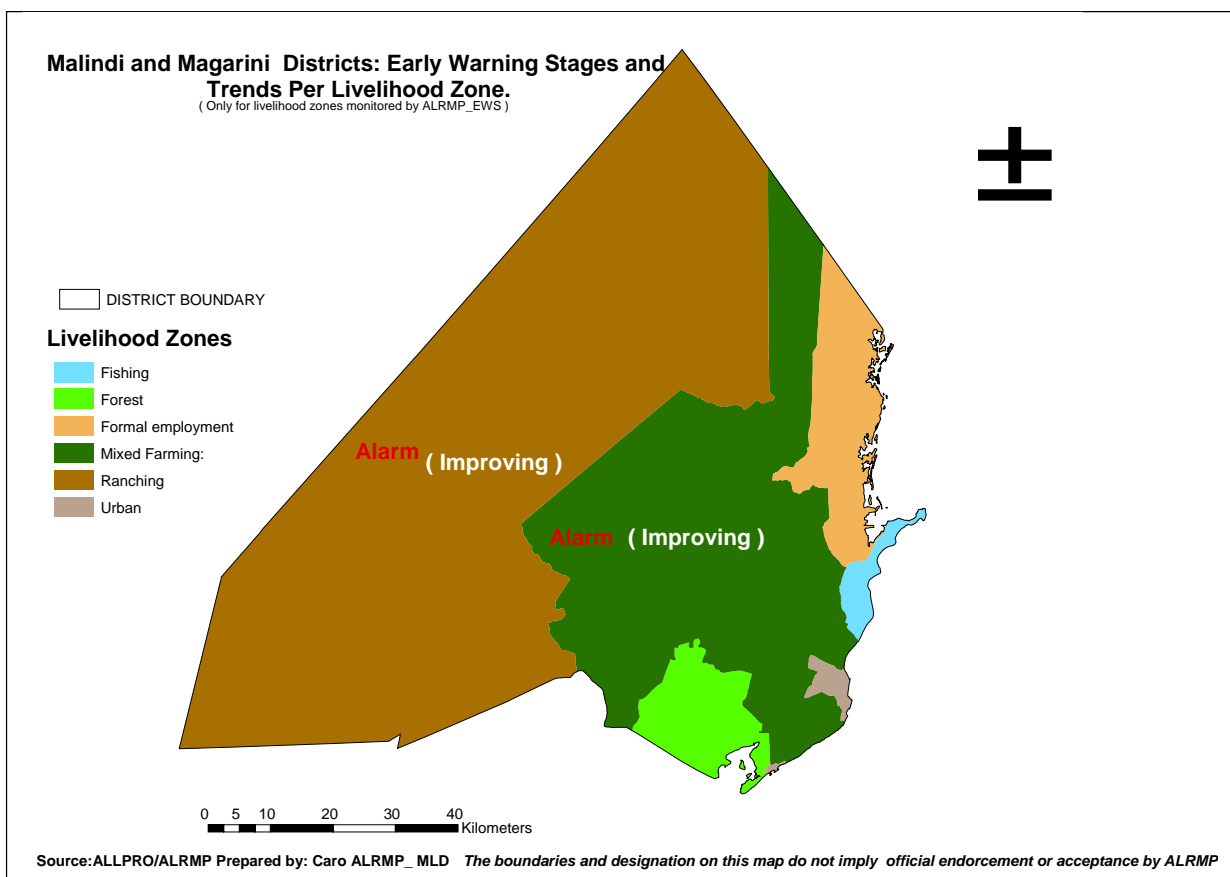 Malindi and Magarini Districts: Early Warning Stages and
Trends Per Livelihood Zone.
( Only for livelihood zones monitored by ALRMP_EWS )
DISTRICT BOUNDARY
Livelihood Zones
Fishing
Forest
Formal employment
Mixed Farming:
Ranching
Urban
Alarm ( Improving )
Alarm ( Improving )
0 5 10 20 30 40
Kilometers
Source:ALLPRO/ALRMP Prepared by: Caro ALRMP_ MLD The boundaries and designation on this map do not imply official endorcement or acceptance by ALRMP